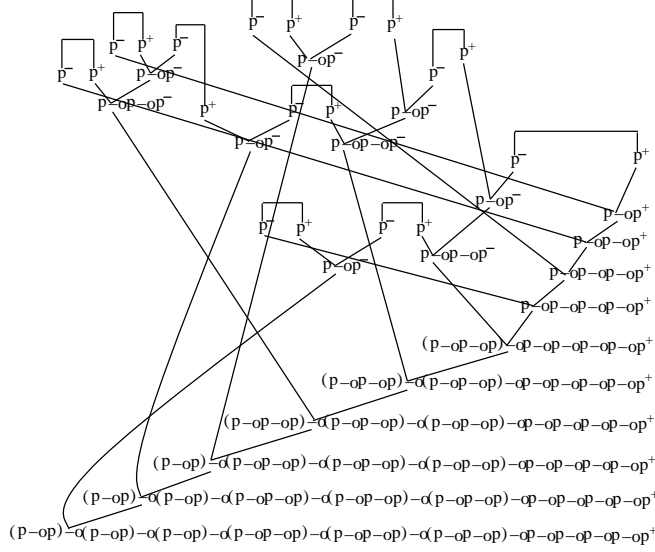 p⁻ p⁺ p⁻ p⁺
p⁻ p⁺ p⁻ p⁺
p–op⁻
p⁻ p⁺ p–op⁻ p⁻
p–op–op⁻ p⁺ p⁻ p⁺ p–op⁻
p–op⁻ p–op–op⁻
p⁻ p⁺
p–op⁻
p–op⁺
p⁻ p⁺ p⁻ p⁺
p–op–op⁺
p–op–op⁻
p–op⁻ p–op–op–op⁺
p–op–op–op–op⁺
(p–op–op)–op–op–op–op–op⁺
(p–op–op)–o(p–op–op)–op–op–op–op–op⁺
(p–op–op)–o(p–op–op)–o(p–op–op)–op–op–op–op–op⁺
(p–op)–o(p–op–op)–o(p–op–op)–o(p–op–op)–op–op–op–op–op⁺
(p–op)–o(p–op)–o(p–op–op)–o(p–op–op)–o(p–op–op)–op–op–op–op–op⁺
(p–op)–o(p–op)–o(p–op)–o(p–op–op)–o(p–op–op)–o(p–op–op)–op–op–op–op–op⁺